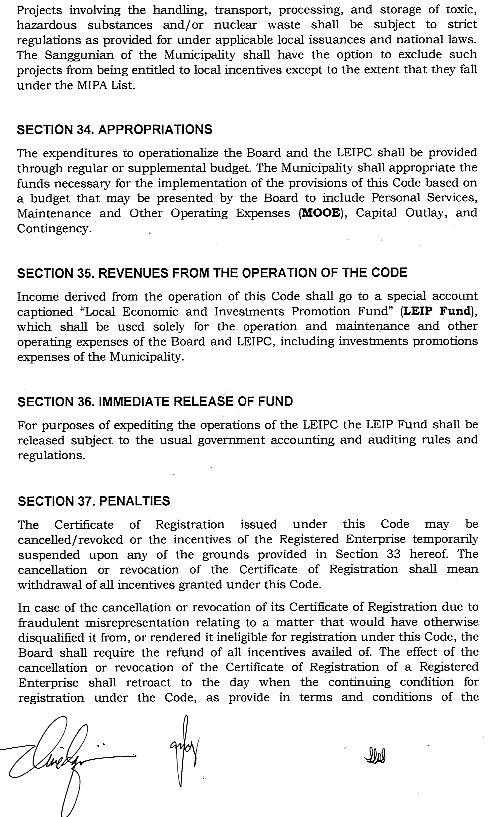 Projects involving the handling, transport, processing, and storage of toxic,
hazardous substances and/or nuclear waste shall be subject to strict
regulations as provided for under applicable local issuances and national laws.
The Sanggunian of the Municipality shall have the option to exclude such
projects from being entitled to local incentives except to the extent that they fall
under the MIPA List.
SECTION 34. APPROPRIATIONS
The expenditures to operationalize the Board and the LEIPC shall be provided
through regular or supplemental budget. The Municipality shall appropriate the
funds necessary for the implementation of the provisions of this Code based on
a budget that may be presented by the Board to include Personal Services,
Maintenance and Other Operating Expenses (MOOE), Capital Outlay, and
Contingency.
SECTION 35. REVENUES FROM THE OPERATION OF THE CODE
Income derived from the operation of this Code shall go to a special account
captioned “Local Economic and Investments Promotion Fund” (LEIP Fund),
which shall be used solely for the operation and maintenance and other
operating expenses of the Board and LEIPC, including investments promotions
expenses of the Municipality.
SECTION 36. IMMEDIATE RELEASE OF FUND
For purposes of expediting the operations of the LEIPC the LEIP Fund shall be
released subject to the usual government accounting and auditing rules and
regulations.
SECTION 37. PENALTIES
The Certificate of Registration issued under this Code may be
cancelled/revoked or the incentives of the Registered Enterprise temporarily
suspended upon any of the grounds provided in Section 33 hereof. The
cancellation or revocation of the Certificate of Registration shall mean
withdrawal of all incentives granted under this Code.
In case of the cancellation or revocation of its Certificate of Registration due to
fraudulent misrepresentation relating to a matter that would have otherwise
disqualified it from, or rendered it ineligible for registration under this Code, the
Board shall require the refund of all incentives availed of. The effect of the
cancellation or revocation of the Certificate of Registration of a Registered
Enterprise shall retroact to the day when the continuing condition for
registration under the Code, as provide in terms and conditions of the